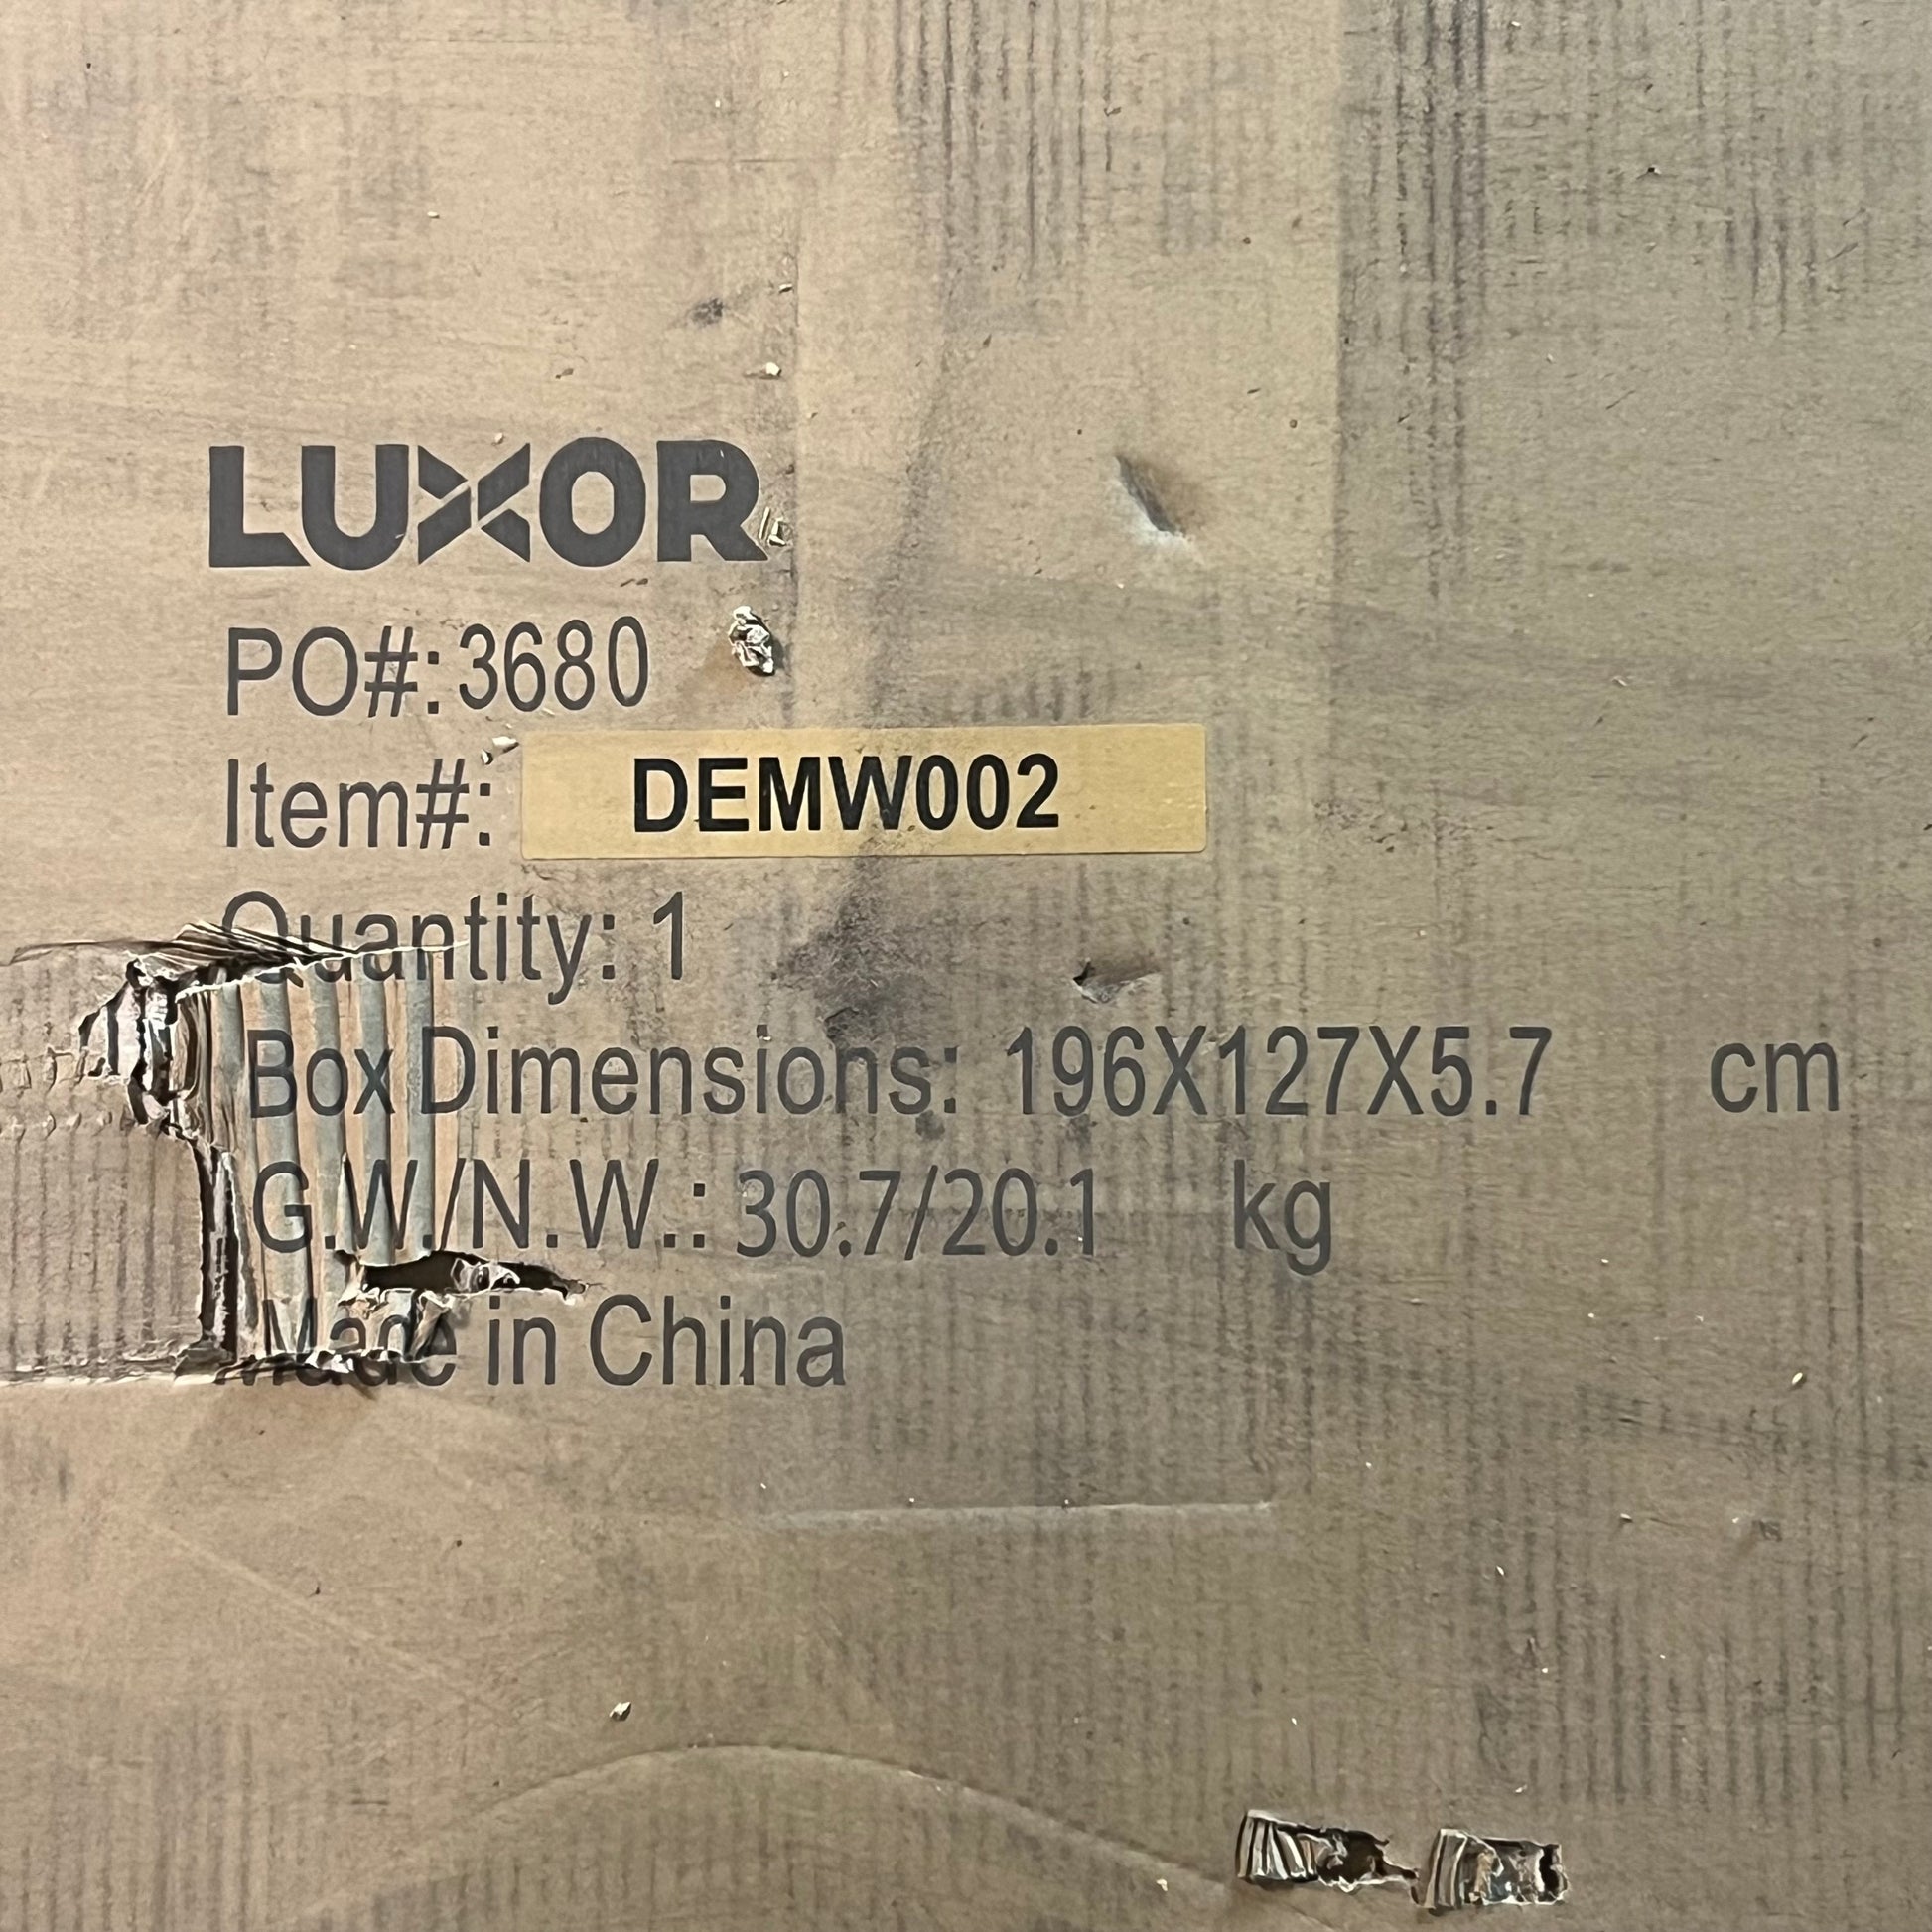 LUXOR
PO#: 3680
Item#: DEMW002
Quantity: 1
Box Dimensions: 196X127X5.7 cm
G.W./N.W.: 30.7/20.1 kg
Made in China